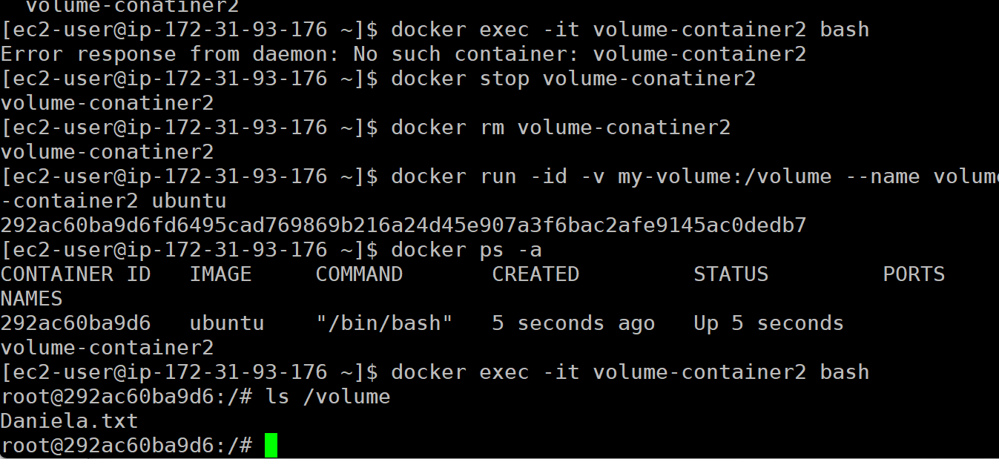 volume-conatiner2
[ec2-user@ip-172-31-93-176 ~]$ docker exec -it volume-container2 bash
Error response from daemon: No such container: volume-container2
[ec2-user@ip-172-31-93-176 ~]$ docker stop volume-conatiner2
volume-conatiner2
[ec2-user@ip-172-31-93-176 ~]$ docker rm volume-conatiner2
volume-conatiner2
[ec2-user@ip-172-31-93-176 ~]$ docker run -id -v my-volume:/volume --name volume
-container2 ubuntu
292ac60ba9d6fd6495cad769869b216a24d45e907a3f6bac2afe9145ac0dedb7
[ec2-user@ip-172-31-93-176 ~]$ docker ps -a
CONTAINER ID   IMAGE     COMMAND       CREATED         STATUS         PORTS
NAMES
292ac60ba9d6   ubuntu    "/bin/bash"   5 seconds ago   Up 5 seconds
volume-container2
[ec2-user@ip-172-31-93-176 ~]$ docker exec -it volume-container2 bash
root@292ac60ba9d6:/# ls /volume
Daniela.txt
root@292ac60ba9d6:/#